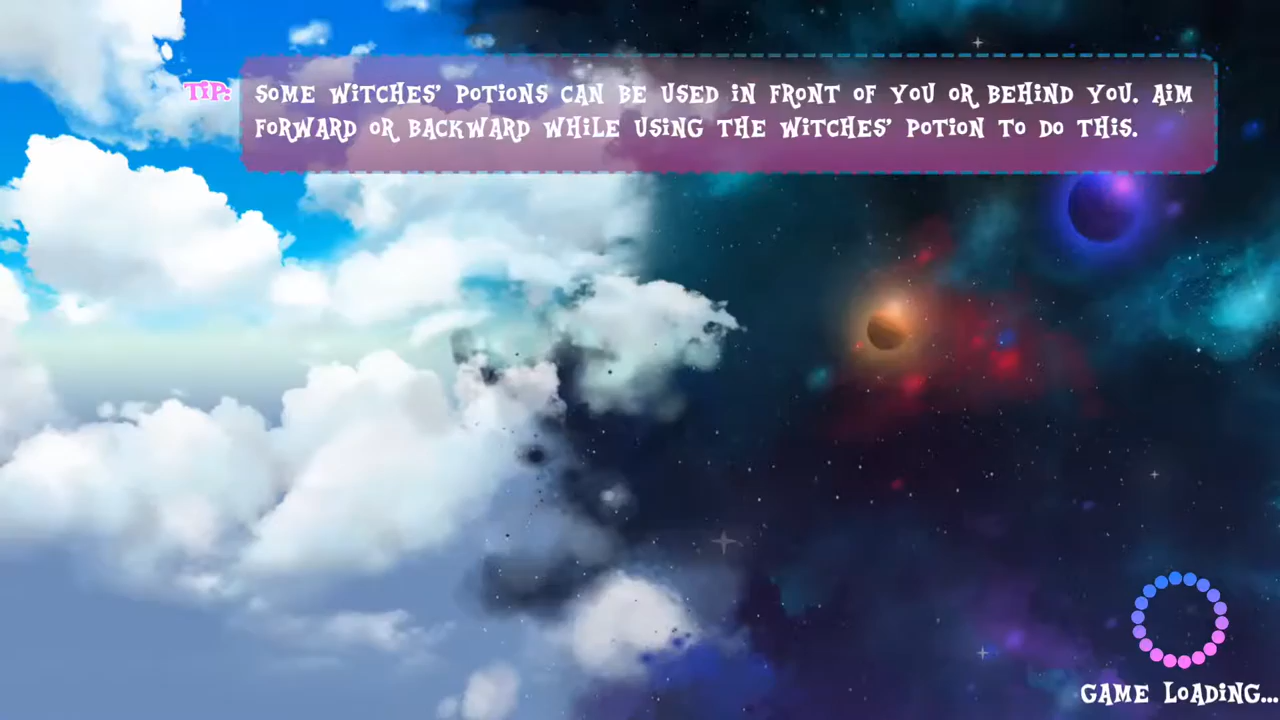 TIP:
SOME WITCHES' POTIONS CAN BE USED IN FRONT OF YOU OR BEHIND YOU. AIM
FORWARD OR BACKWARD WHILE USING THE WITCHES' POTION TO DO THIS.
GAME LOADING...